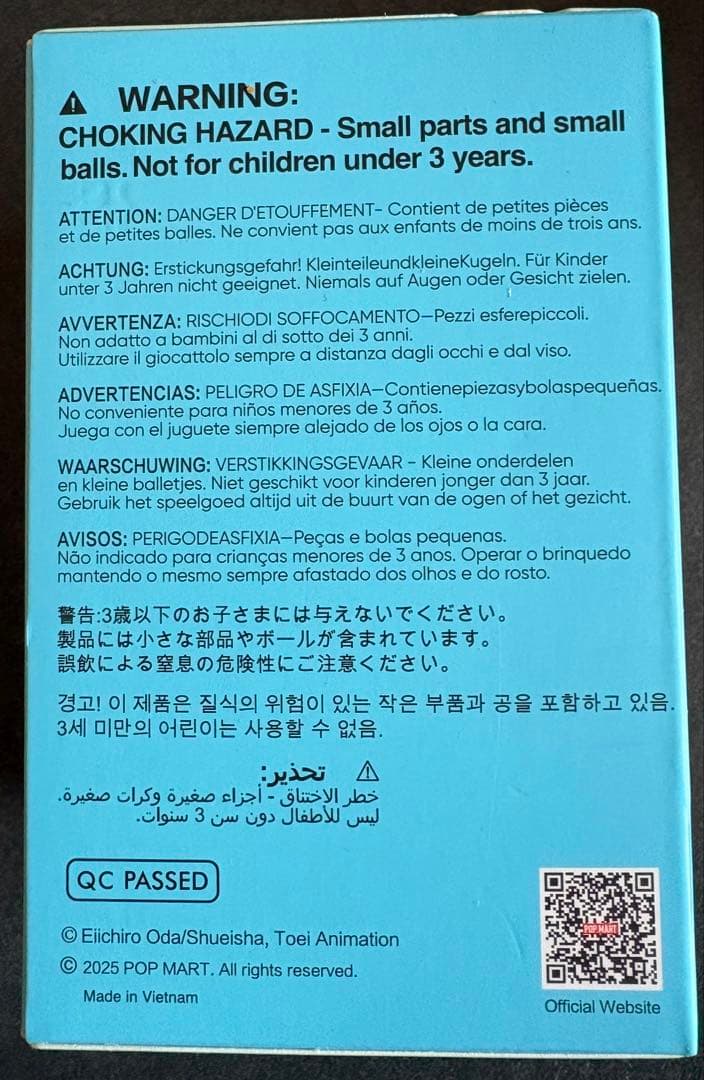 ⚠ WARNING:
CHOKING HAZARD - Small parts and small
balls. Not for children under 3 years.
ATTENTION: DANGER D'ETOUFFEMENT- Contient de petites pièces
et de petites balles. Ne convient pas aux enfants de moins de trois ans.
ACHTUNG: Erstickungsgefahr! KleinteileundkleineKugeln. Für Kinder
unter 3 Jahren nicht geeignet. Niemals auf Augen oder Gesicht zielen.
AVVERTENZA: RISCHIODI SOFFOCAMENTO—Pezzi esferepiccoli.
Non adatto a bambini al di sotto dei 3 anni.
Utilizzare il giocattolo sempre a distanza dagli occhi e dal viso.
ADVERTENCIAS: PELIGRO DE ASFIXIA—Contienepiezasybolaspequeñas.
No conveniente para niños menores de 3 años.
Juega con el juguete siempre alejado de los ojos o la cara.
WAARSCHUWING: VERSTIKKINGSGEVAAR - Kleine onderdelen
en kleine balletjes. Niet geschikt voor kinderen jonger dan 3 jaar.
Gebruik het speelgoed altijd uit de buurt van de ogen of het gezicht.
AVISOS: PERIGODEASFIXIA—Peças e bolas pequenas.
Não indicado para crianças menores de 3 anos. Operar o brinquedo
mantendo o mesmo sempre afastado dos olhos e do rosto.
警告:3歳以下のお子さまには与えないでください。
製品には小さな部品やボールが含まれています。
誤飲による窒息の危険性にご注意ください。
경고! 이 제품은 질식의 위험이 있는 작은 부품과 공을 포함하고 있음.
3세 미만의 어린이는 사용할 수 없음.
⚠ تحذير:
خطر الاختناق - أجزاء صغيرة وكرات صغيرة.
ليس للأطفال دون سن 3 سنوات.
QC PASSED
© Eiichiro Oda/Shueisha, Toei Animation
© 2025 POP MART. All rights reserved.
Made in Vietnam
POP MART
Official Website